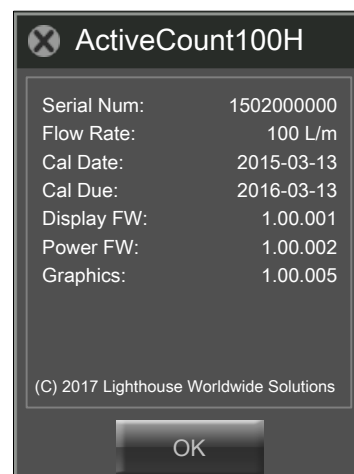 ActiveCount100H
Serial Num: 1502000000
Flow Rate: 100 L/m
Cal Date: 2015-03-13
Cal Due: 2016-03-13
Display FW: 1.00.001
Power FW: 1.00.002
Graphics: 1.00.005
(C) 2017 Lighthouse Worldwide Solutions
OK